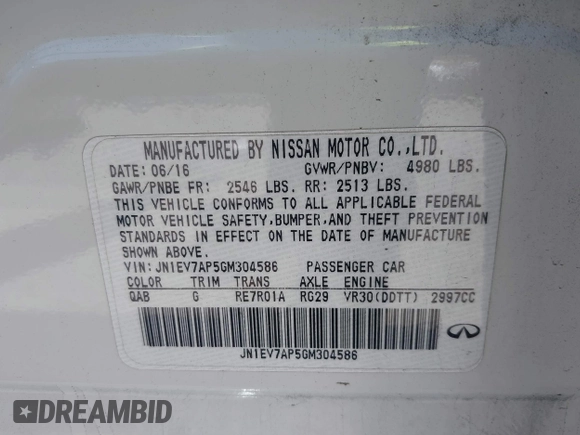 MANUFACTURED BY NISSAN MOTOR CO.,LTD.
DATE: 06/16 GVWR/PNBV: 4980 LBS.
GAWR/PNBE FR: 2546 LBS. RR: 2513 LBS.
THIS VEHICLE CONFORMS TO ALL APPLICABLE FEDERAL
MOTOR VEHICLE SAFETY,BUMPER,AND THEFT PREVENTION
STANDARDS IN EFFECT ON THE DATE OF MANUFACTURE
SHOWN ABOVE.
VIN: JN1EV7AP5GM304586 PASSENGER CAR
COLOR TRIM TRANS AXLE ENGINE
QAB G RE7R01A RG29 VR30(DDTT) 2997CC
JN1EV7AP5GM304586
DREAMBID